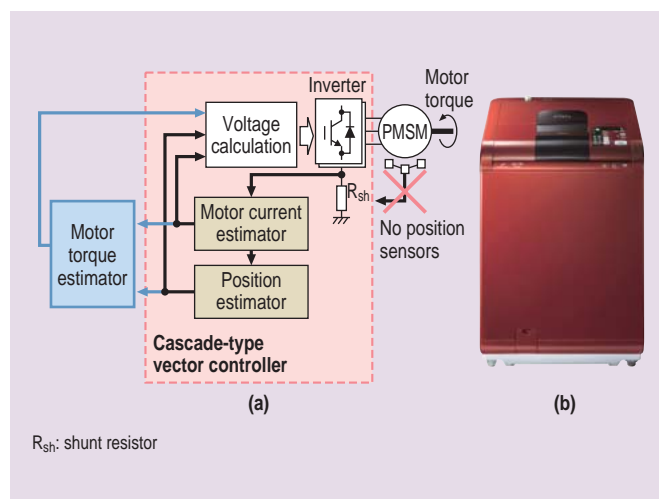 Inverter
Motor
torque
Voltage
calculation
PMSM
Rsh
Motor current
estimator
No position
sensors
Motor
torque
estimator
Position
estimator
Cascade-type
vector controller
(a)
(b)
Rsh: shunt resistor